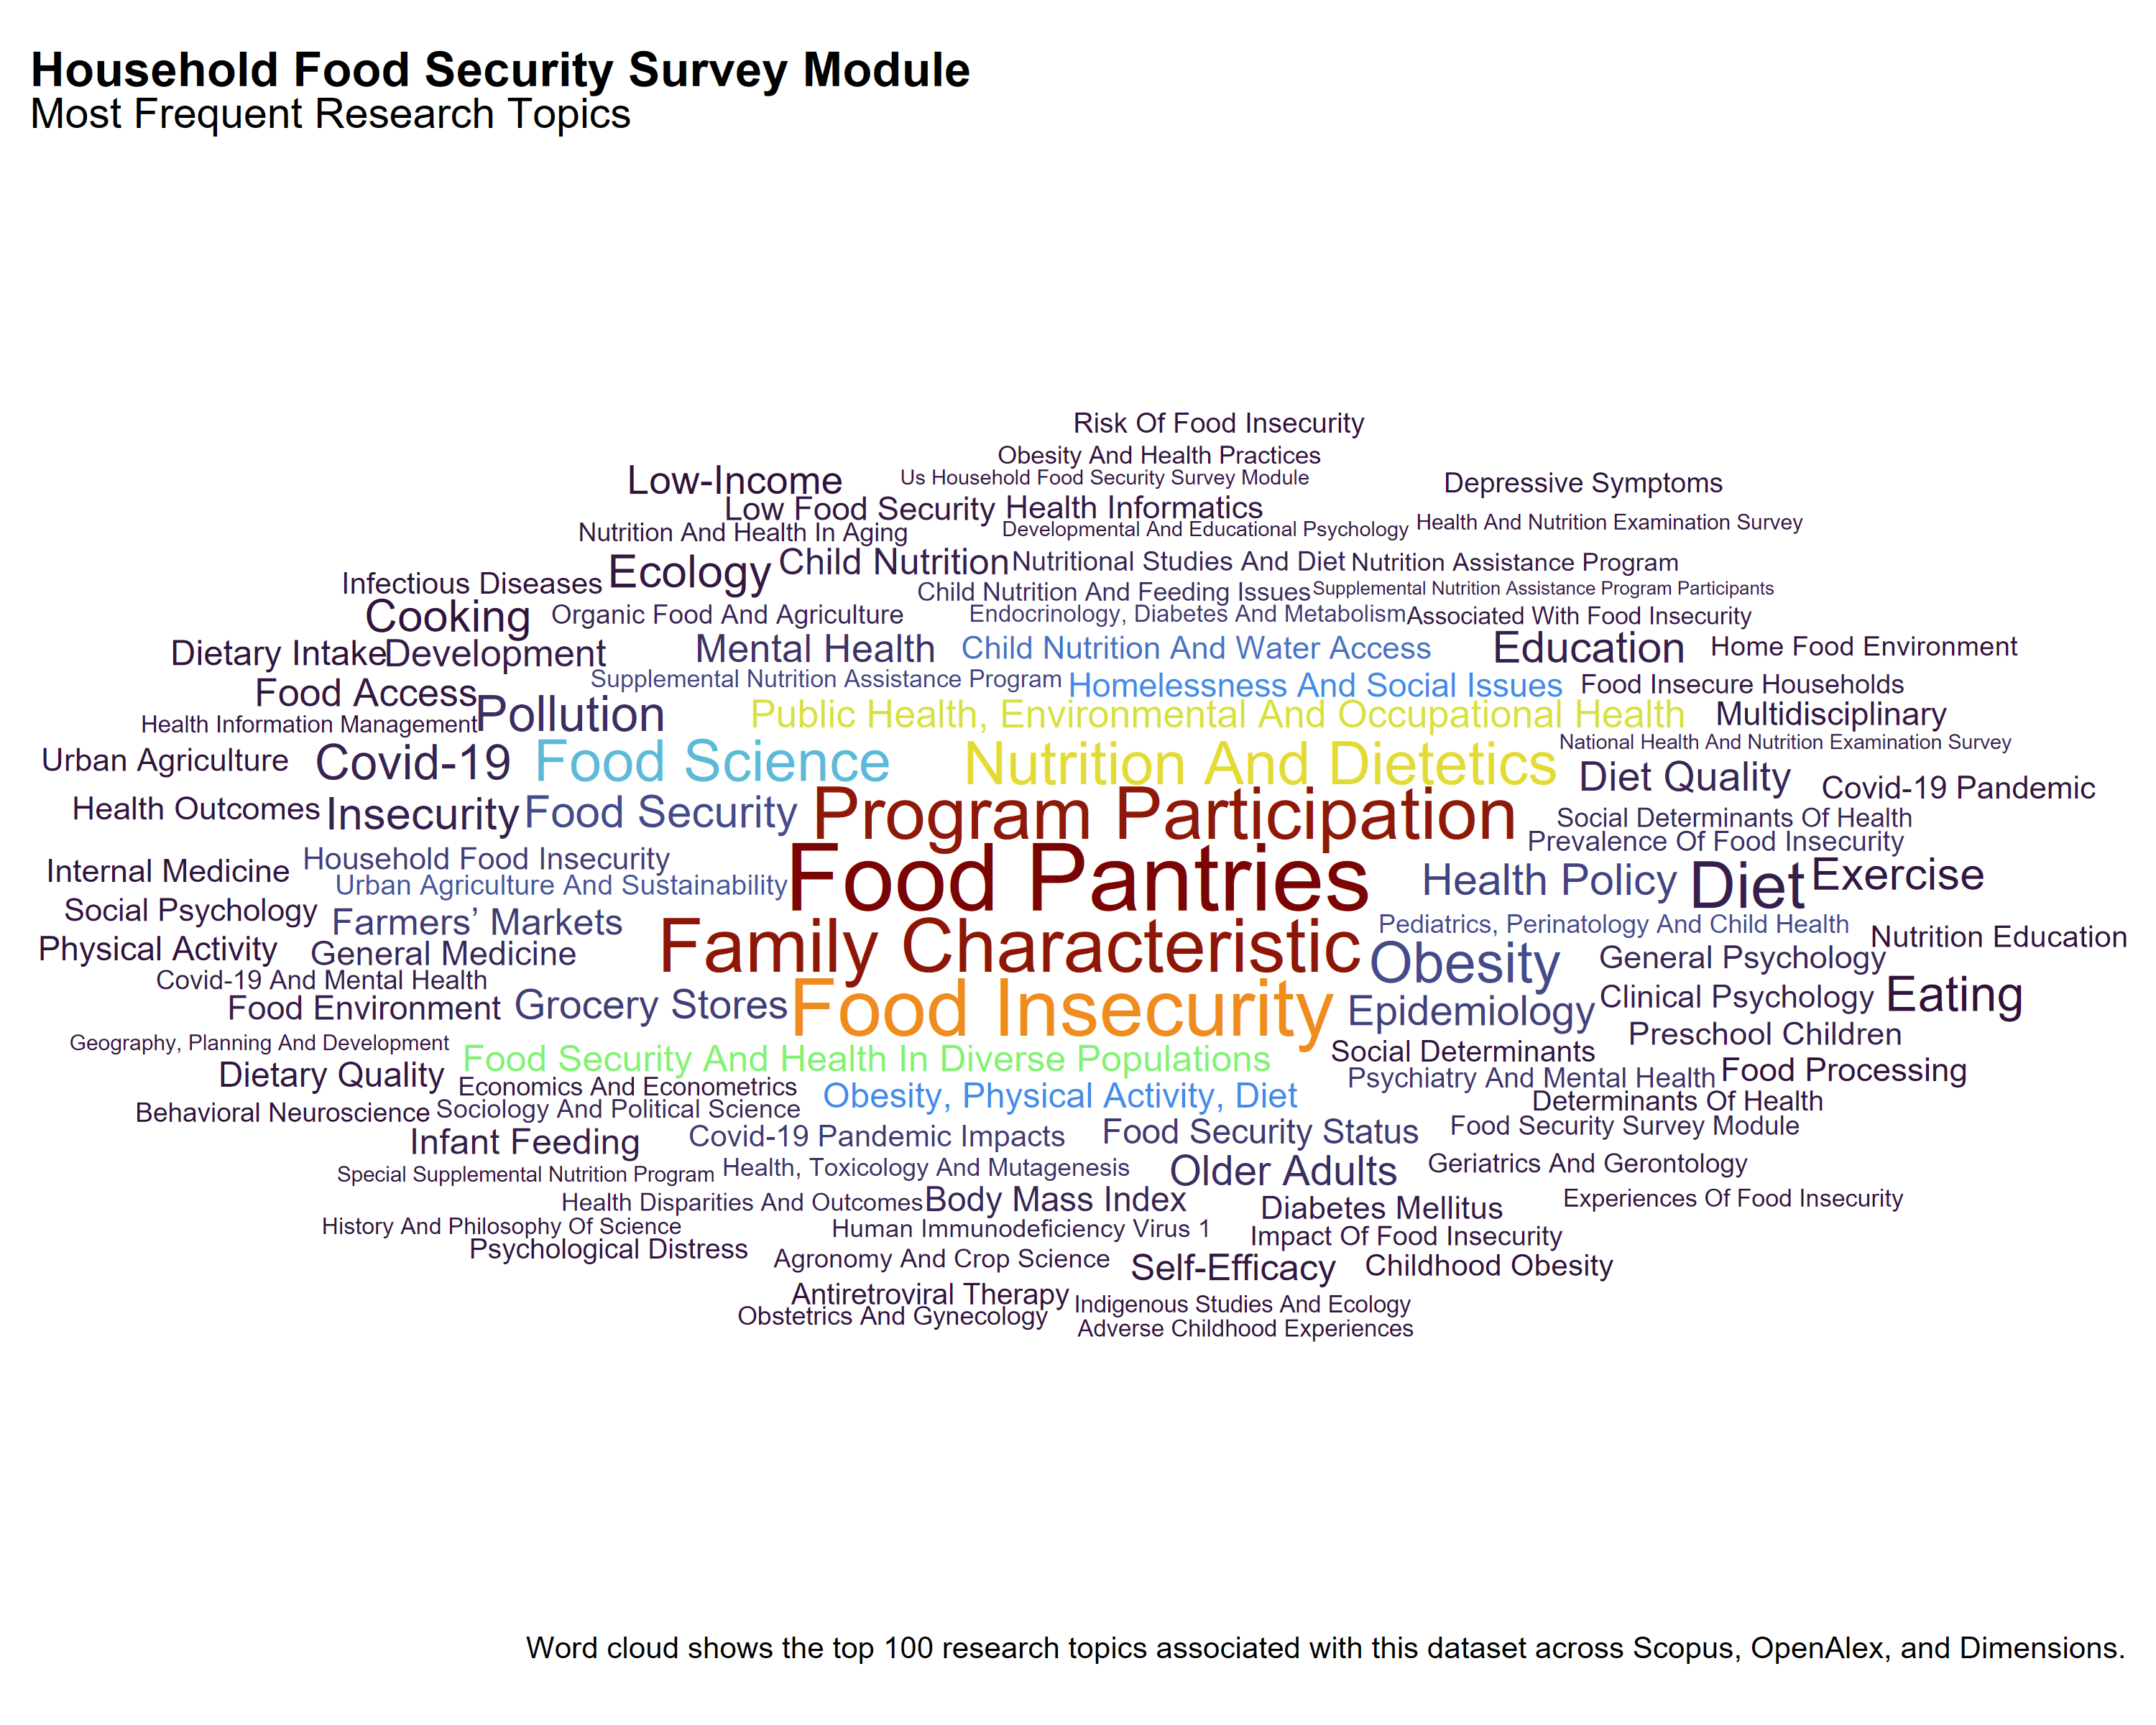 Household Food Security Survey Module
Most Frequent Research Topics
Risk Of Food Insecurity
Obesity And Health Practices
Low-Income
Us Household Food Security Survey Module
Depressive Symptoms
Low Food Security
Health Informatics
Nutrition And Health In Aging
Developmental And Educational Psychology
Health And Nutrition Examination Survey
Ecology
Child Nutrition
Nutritional Studies And Diet
Nutrition Assistance Program
Infectious Diseases
Child Nutrition And Feeding Issues
Supplemental Nutrition Assistance Program Participants
Cooking
Organic Food And Agriculture
Endocrinology, Diabetes And Metabolism
Associated With Food Insecurity
Dietary Intake
Development
Mental Health
Child Nutrition And Water Access
Education
Home Food Environment
Food Access
Supplemental Nutrition Assistance Program
Homelessness And Social Issues
Food Insecure Households
Health Information Management
Pollution
Public Health, Environmental And Occupational Health
Multidisciplinary
Urban Agriculture
Covid-19
Food Science
Nutrition And Dietetics
National Health And Nutrition Examination Survey
Diet Quality
Covid-19 Pandemic
Health Outcomes
Insecurity
Food Security
Program Participation
Social Determinants Of Health
Prevalence Of Food Insecurity
Internal Medicine
Household Food Insecurity
Urban Agriculture And Sustainability
Food Pantries
Health Policy
Diet
Exercise
Social Psychology
Farmers’ Markets
Pediatrics, Perinatology And Child Health
Nutrition Education
Physical Activity
General Medicine
Family Characteristic
Obesity
General Psychology
Covid-19 And Mental Health
Food Environment
Grocery Stores
Food Insecurity
Epidemiology
Clinical Psychology
Eating
Geography, Planning And Development
Food Security And Health In Diverse Populations
Social Determinants
Preschool Children
Dietary Quality
Economics And Econometrics
Obesity, Physical Activity, Diet
Psychiatry And Mental Health
Food Processing
Behavioral Neuroscience
Sociology And Political Science
Determinants Of Health
Infant Feeding
Covid-19 Pandemic Impacts
Food Security Status
Food Security Survey Module
Special Supplemental Nutrition Program
Health, Toxicology And Mutagenesis
Older Adults
Geriatrics And Gerontology
Health Disparities And Outcomes
Body Mass Index
Diabetes Mellitus
Experiences Of Food Insecurity
History And Philosophy Of Science
Human Immunodeficiency Virus 1
Impact Of Food Insecurity
Psychological Distress
Agronomy And Crop Science
Self-Efficacy
Childhood Obesity
Antiretroviral Therapy
Indigenous Studies And Ecology
Obstetrics And Gynecology
Adverse Childhood Experiences
Word cloud shows the top 100 research topics associated with this dataset across Scopus, OpenAlex, and Dimensions.